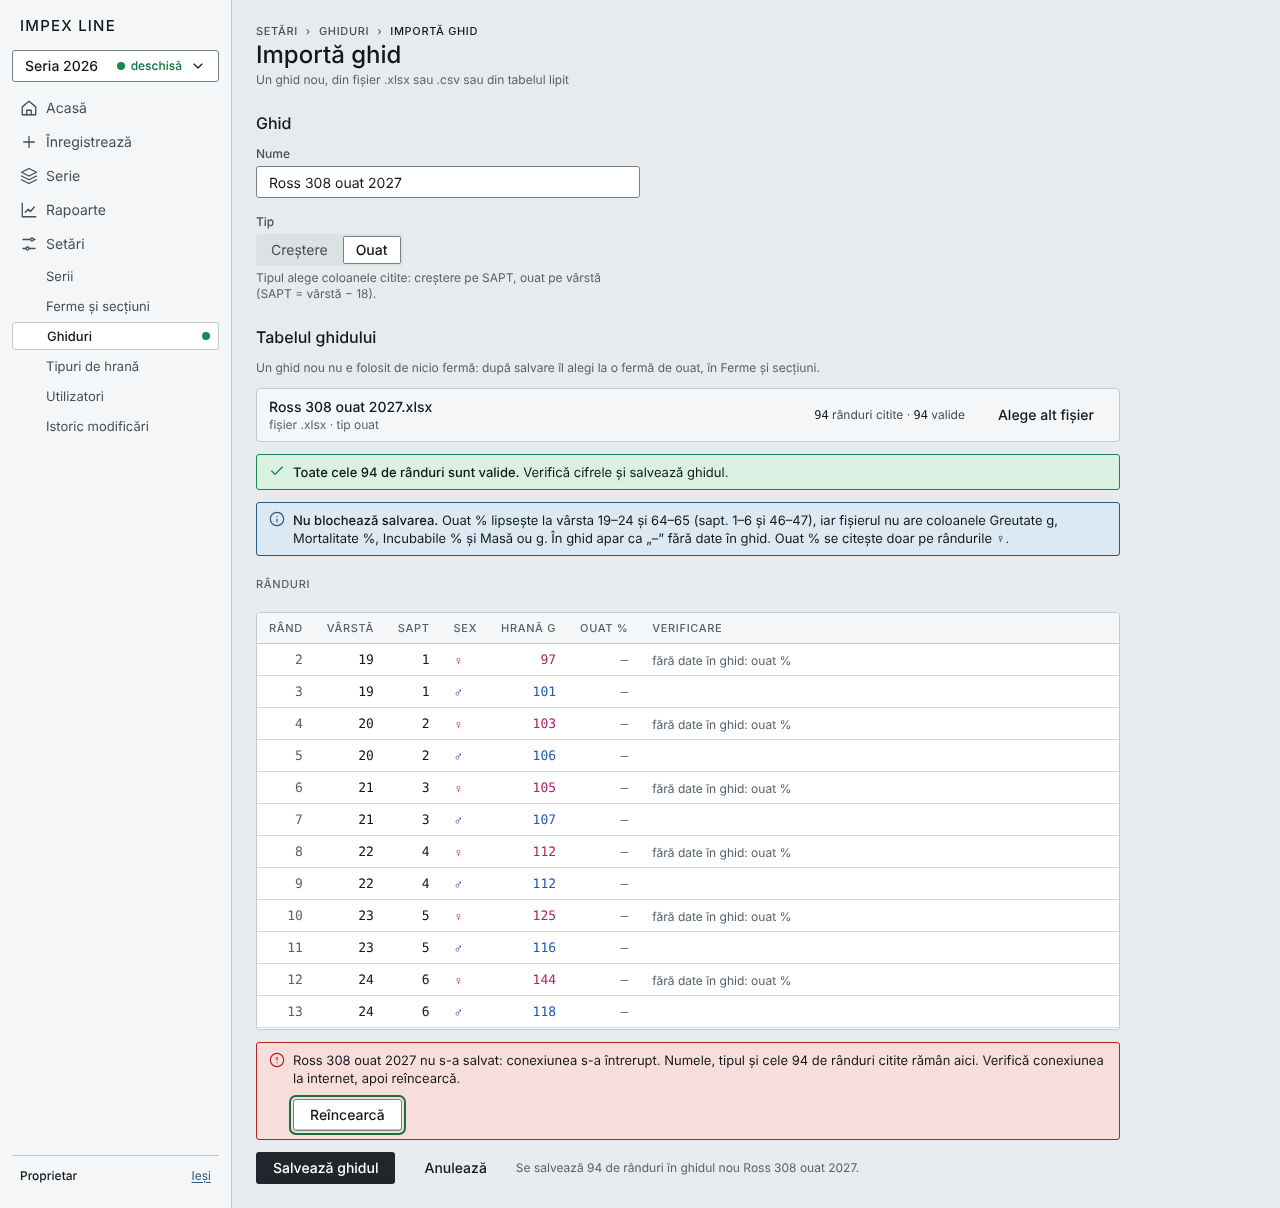 IMPEX LINE
Seria 2026 deschisă
Acasă
Înregistrează
Serie
Rapoarte
Setări
Serii
Ferme și secțiuni
Ghiduri
Tipuri de hrană
Utilizatori
Istoric modificări
Proprietar Ieși
SETĂRI › GHIDURI › IMPORTĂ GHID
Importă ghid
Un ghid nou, din fișier .xlsx sau .csv sau din tabelul lipit
Ghid
Nume
Ross 308 ouat 2027
Tip
Creștere Ouat
Tipul alege coloanele citite: creștere pe SAPT, ouat pe vârstă
(SAPT = vârstă − 18).
Tabelul ghidului
Un ghid nou nu e folosit de nicio fermă: după salvare îl alegi la o fermă de ouat, în Ferme și secțiuni.
Ross 308 ouat 2027.xlsx
fișier .xlsx · tip ouat
94 rânduri citite · 94 valide
Alege alt fișier
Toate cele 94 de rânduri sunt valide. Verifică cifrele și salvează ghidul.
Nu blochează salvarea. Ouat % lipsește la vârsta 19–24 și 64–65 (sapt. 1–6 și 46–47), iar fișierul nu are coloanele Greutate g,
Mortalitate %, Incubabile % și Masă ou g. În ghid apar ca „–” fără date în ghid. Ouat % se citește doar pe rândurile ♀.
RÂNDURI
RÂND VÂRSTĂ SAPT SEX HRANĂ G OUAT % VERIFICARE
2 19 1 ♀ 97 – fără date în ghid: ouat %
3 19 1 ♂ 101 –
4 20 2 ♀ 103 – fără date în ghid: ouat %
5 20 2 ♂ 106 –
6 21 3 ♀ 105 – fără date în ghid: ouat %
7 21 3 ♂ 107 –
8 22 4 ♀ 112 – fără date în ghid: ouat %
9 22 4 ♂ 112 –
10 23 5 ♀ 125 – fără date în ghid: ouat %
11 23 5 ♂ 116 –
12 24 6 ♀ 144 – fără date în ghid: ouat %
13 24 6 ♂ 118 –
Ross 308 ouat 2027 nu s-a salvat: conexiunea s-a întrerupt. Numele, tipul și cele 94 de rânduri citite rămân aici. Verifică conexiunea
la internet, apoi reîncearcă.
Reîncearcă
Salvează ghidul Anulează Se salvează 94 de rânduri în ghidul nou Ross 308 ouat 2027.